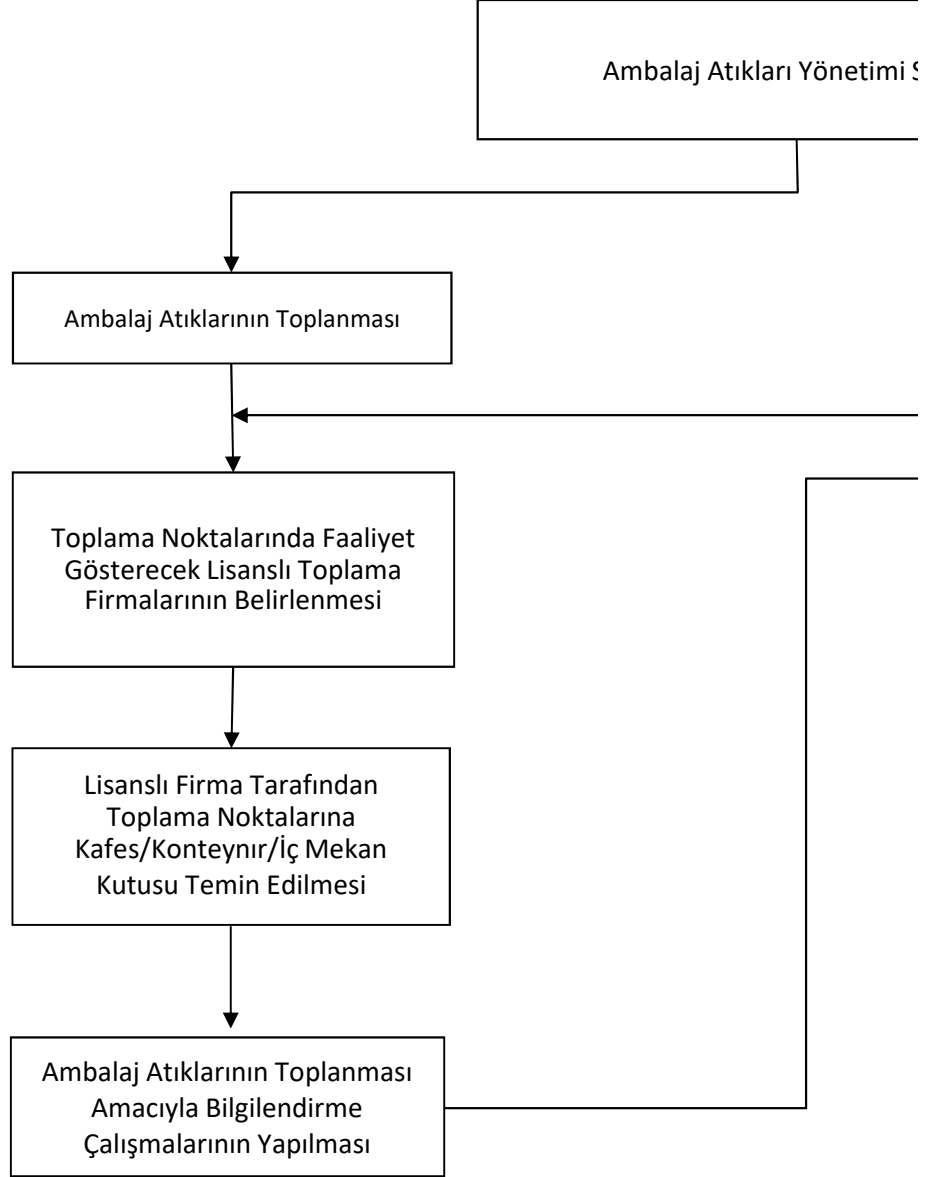 Ambalaj Atıkları Yönetimi
Ambalaj Atıklarının Toplanması
Toplama Noktalarında Faaliyet
Gösterecek Lisanslı Toplama
Firmalarının Belirlenmesi
Lisanslı Firma Tarafından
Toplama Noktalarına
Kafes/Konteynır/İç Mekan
Kutusu Temin Edilmesi
Ambalaj Atıklarının Toplanması
Amacıyla Bilgilendirme
Çalışmalarının Yapılması